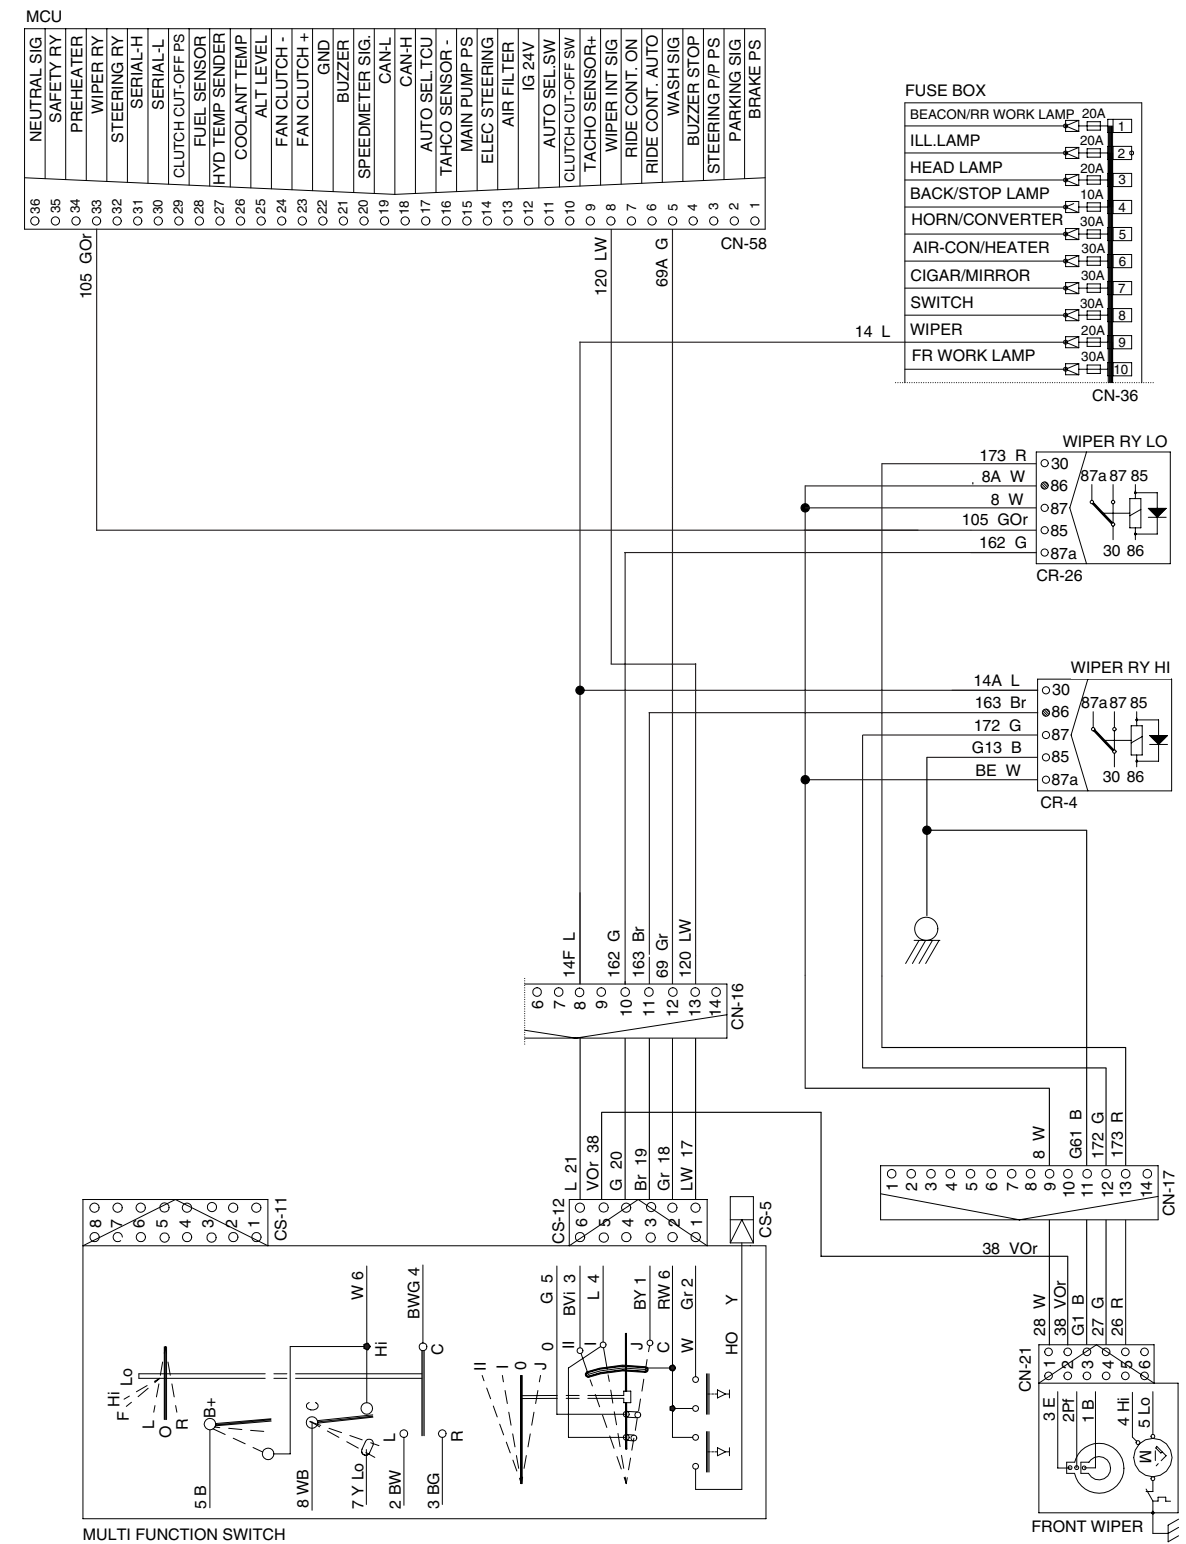 MCU
NEUTRAL SIG
SAFETY RY
PREHEATER
WIPER RY
STEERING RY
SERIAL-H
SERIAL-L
CLUTCH CUT-OFF PS
FUEL SENSOR
HYD TEMP SENDER
COOLANT TEMP
ALT LEVEL
FAN CLUTCH -
FAN CLUTCH +
GND
BUZZER
SPEEDMETER SIG.
CAN-L
CAN-H
AUTO SEL.TCU
TAHCO SENSOR -
MAIN PUMP PS
ELEC STEERING
AIR FILTER
IG 24V
AUTO SEL.SW
CLUTCH CUT-OFF SW
TACHO SENSOR+
WIPER INT SIG
RIDE CONT. ON
RIDE CONT. AUTO
WASH SIG
BUZZER STOP
STEERING P/P PS
PARKING SIG
BRAKE PS
36 35 34 33 32 31 30 29 28 27 26 25 24 23 22 21 20 19 18 17 16 15 14 13 12 11 10 9 8 7 6 5 4 3 2 1
CN-58
105 GOr
120 LW
69A G
FUSE BOX
BEACON/RR WORK LAMP 20A 1
ILL.LAMP 20A 2
HEAD LAMP 20A 3
BACK/STOP LAMP 10A 4
HORN/CONVERTER 30A 5
AIR-CON/HEATER 30A 6
CIGAR/MIRROR 30A 7
SWITCH 30A 8
14 L WIPER 20A 9
FR WORK LAMP 30A 10
CN-36
WIPER RY LO
173 R 30
8A W 86
8 W 87
105 GOr 85
162 G 87a
87a 87 85
30 86
CR-26
WIPER RY HI
14A L 30
163 Br 86
172 G 87
G13 B 85
BE W 87a
87a 87 85
30 86
CR-4
14F L
162 G
163 Br
69 Gr
120 LW
6 7 8 9 10 11 12 13 14
CN-16
L 21
VOr 38
G 20
Br 19
Gr 18
LW 17
8 W
G61 B
172 G
173 R
1 2 3 4 5 6 7 8 9 10 11 12 13 14
CN-17
8 7 6 5 4 3 2 1
CS-11
CS-12
6 5 4 3 2 1
CS-5
38 VOr
28 W
38 VOr
G1 B
27 G
26 R
CN-21
1 2 3 4 5 6
W 6
BWG 4
G 5
BVi 3
L 4
BY 1
RW 6
Gr 2
Y
HO
W
C
J
I
II
0
II
I
O
J
Hi
C
Lo
Hi
F
L
O
R
B+
C
L
R
5 B
8 WB
7 Y Lo
2 BW
3 BG
MULTI FUNCTION SWITCH
3 E
2Pf
1 B
4 Hi
5 Lo
M
FRONT WIPER